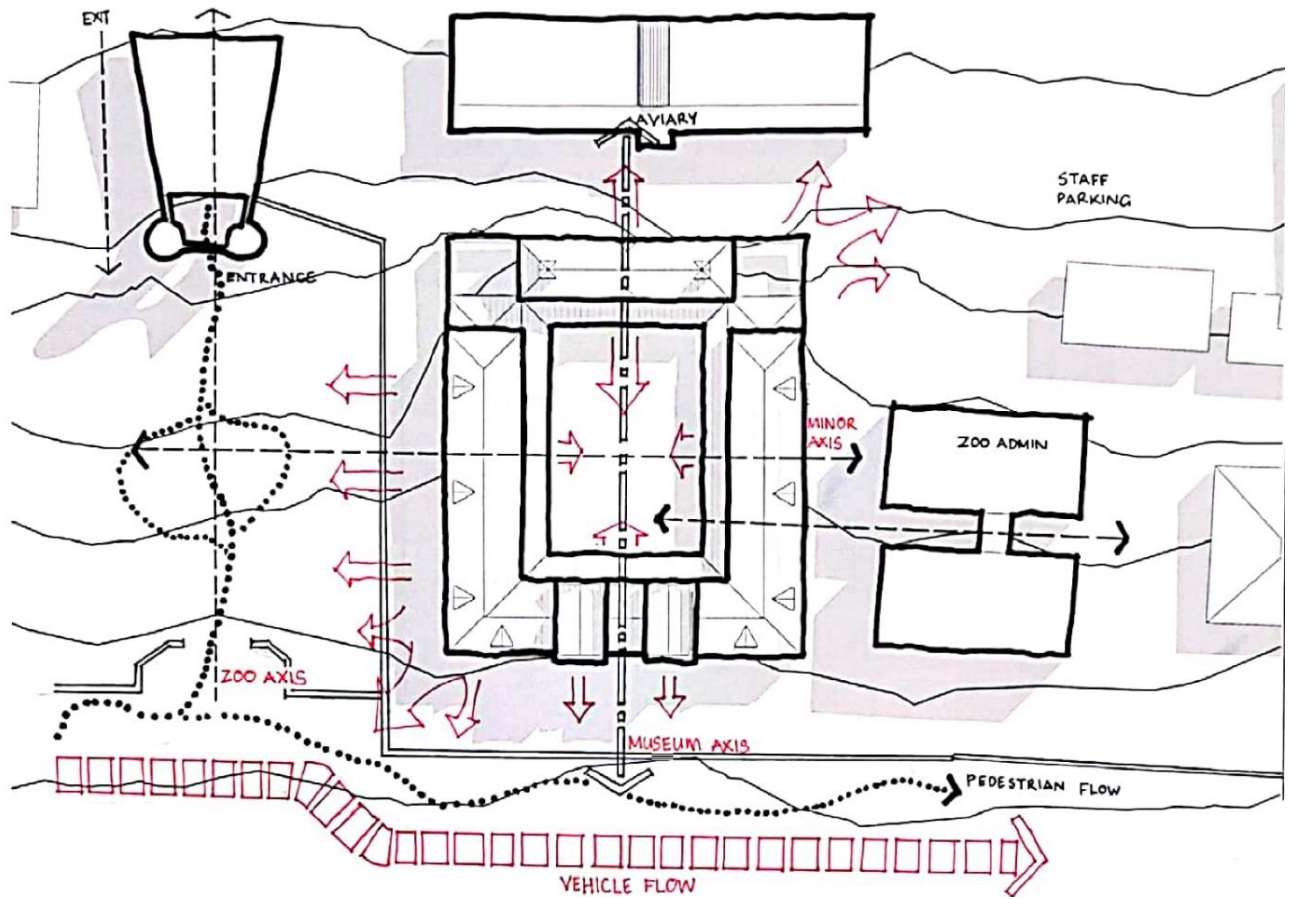 EXIT
AVIARY
STAFF
PARKING
ENTRANCE
MINOR
AXIS
ZOO ADMIN
ZOO AXIS
MUSEUM AXIS
PEDESTRIAN FLOW
VEHICLE FLOW